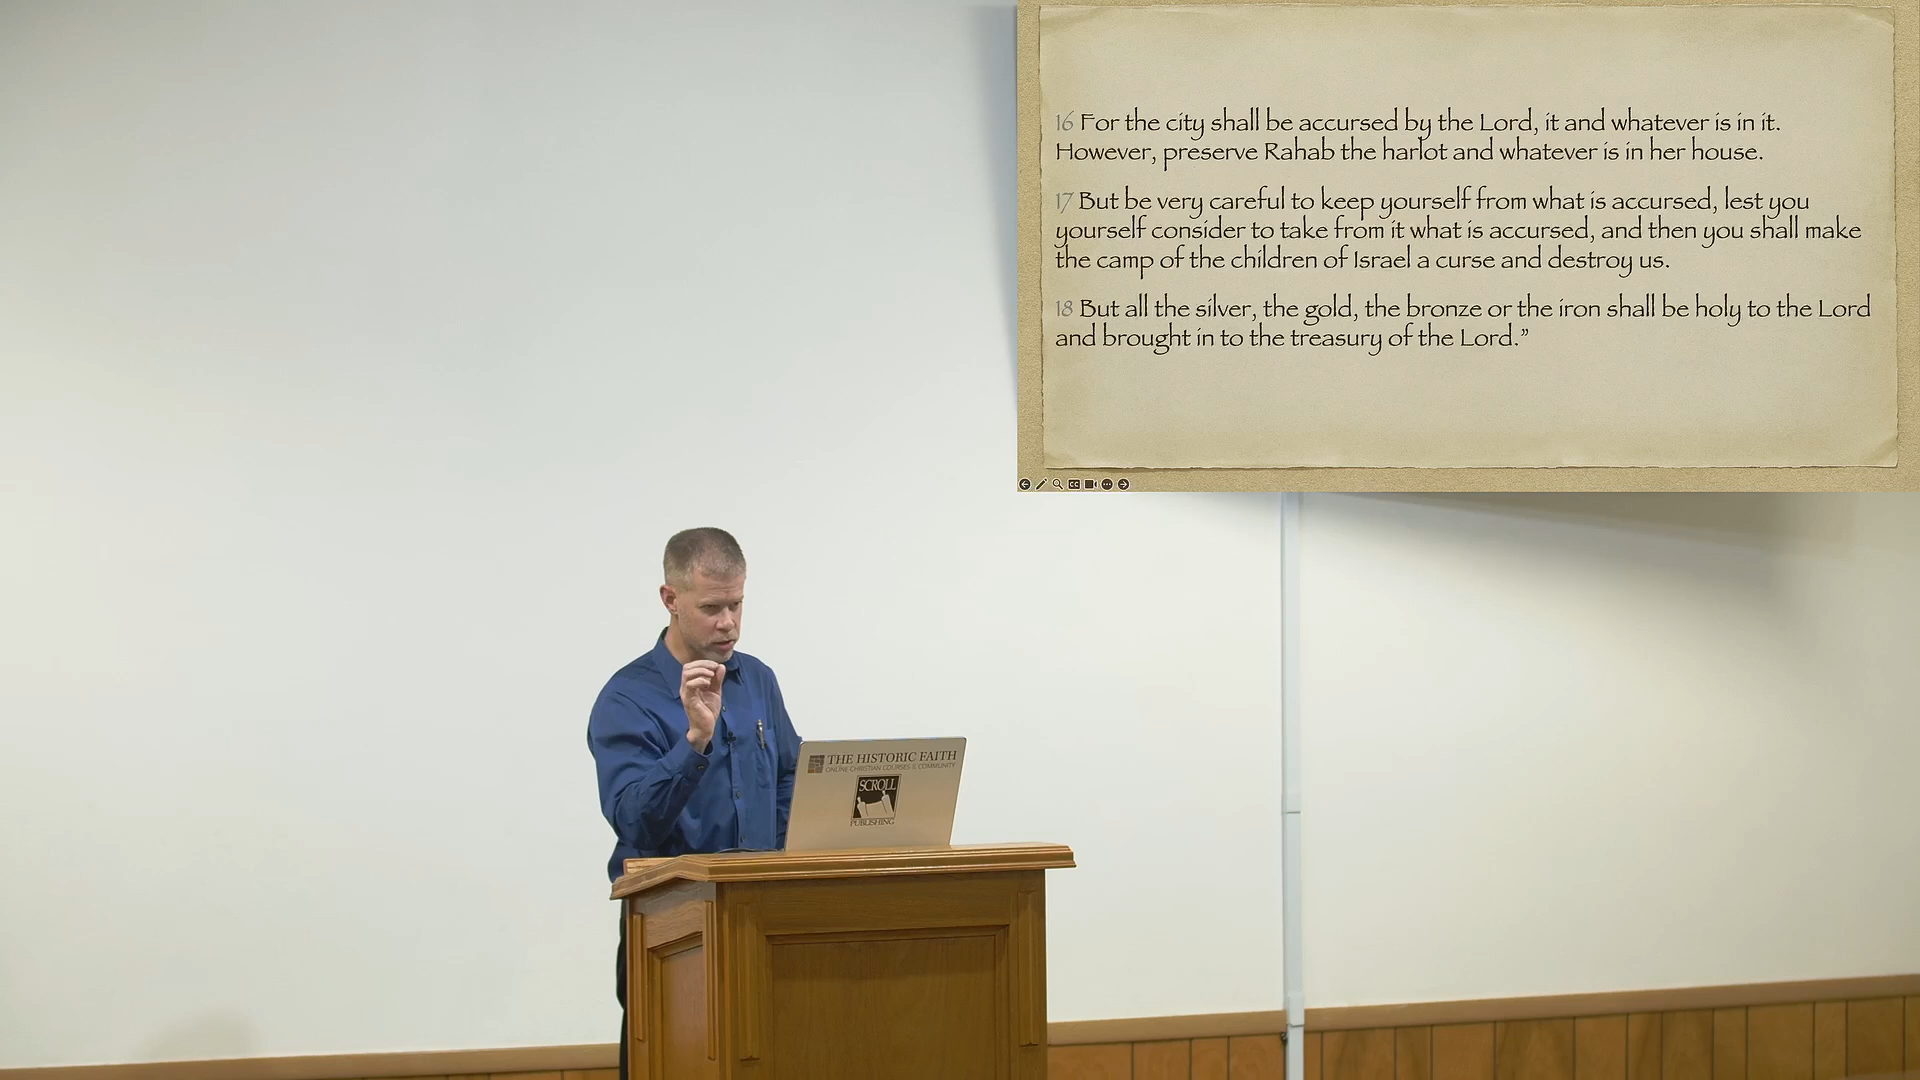 16 For the city shall be accursed by the Lord, it and whatever is in it.
However, preserve Rahab the harlot and whatever is in her house.
17 But be very careful to keep yourself from what is accursed, lest you
yourself consider to take from it what is accursed, and then you shall make
the camp of the children of Israel a curse and destroy us.
18 But all the silver, the gold, the bronze or the iron shall be holy to the Lord
and brought in to the treasury of the Lord.”
THE HISTORIC FAITH
ONLINE CHRISTIAN COURSES & COMMUNITY
SCROLL
PUBLISHING